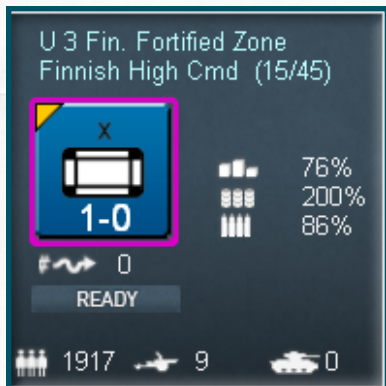 U 3 Fin. Fortified Zone
Finnish High Cmd (15/45)
X
1-0
76%
200%
86%
0
READY
1917 9 0